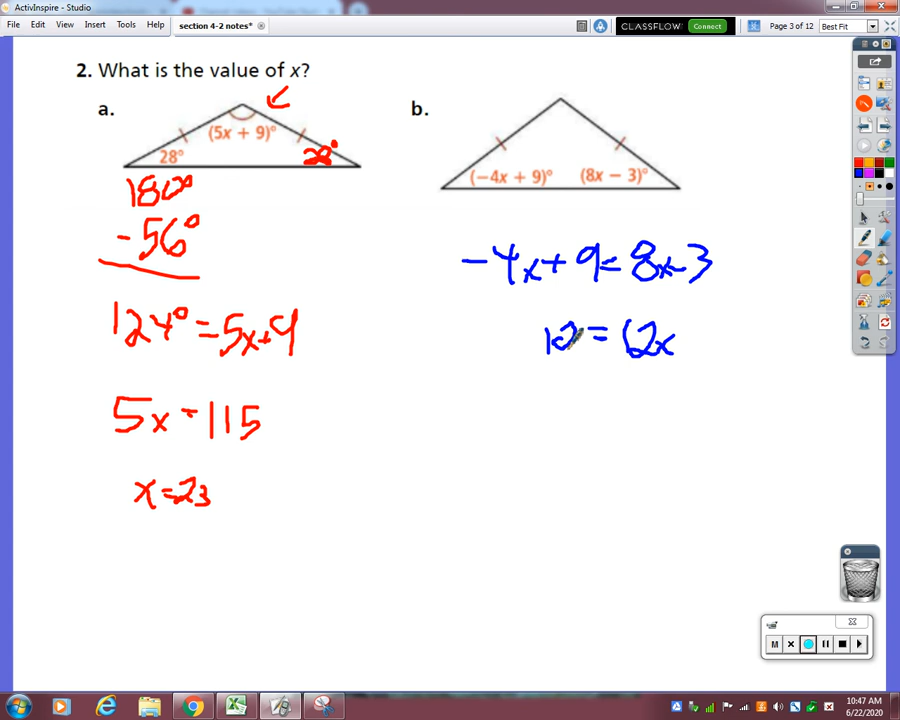 ActivInspire - Studio
File Edit View Insert Tools Help
section 4-2 notes*
CLASSFLOW Connect
Page 3 of 12
Best Fit
2. What is the value of x?
a.
(5x + 9)°
28°
28°
180°
-56°
124° = 5x+9
5x = 115
x=23
b.
(−4x + 9)° (8x − 3)°
-4x+9=8x-3
12 = 12x
M
10:47 AM
6/22/2020